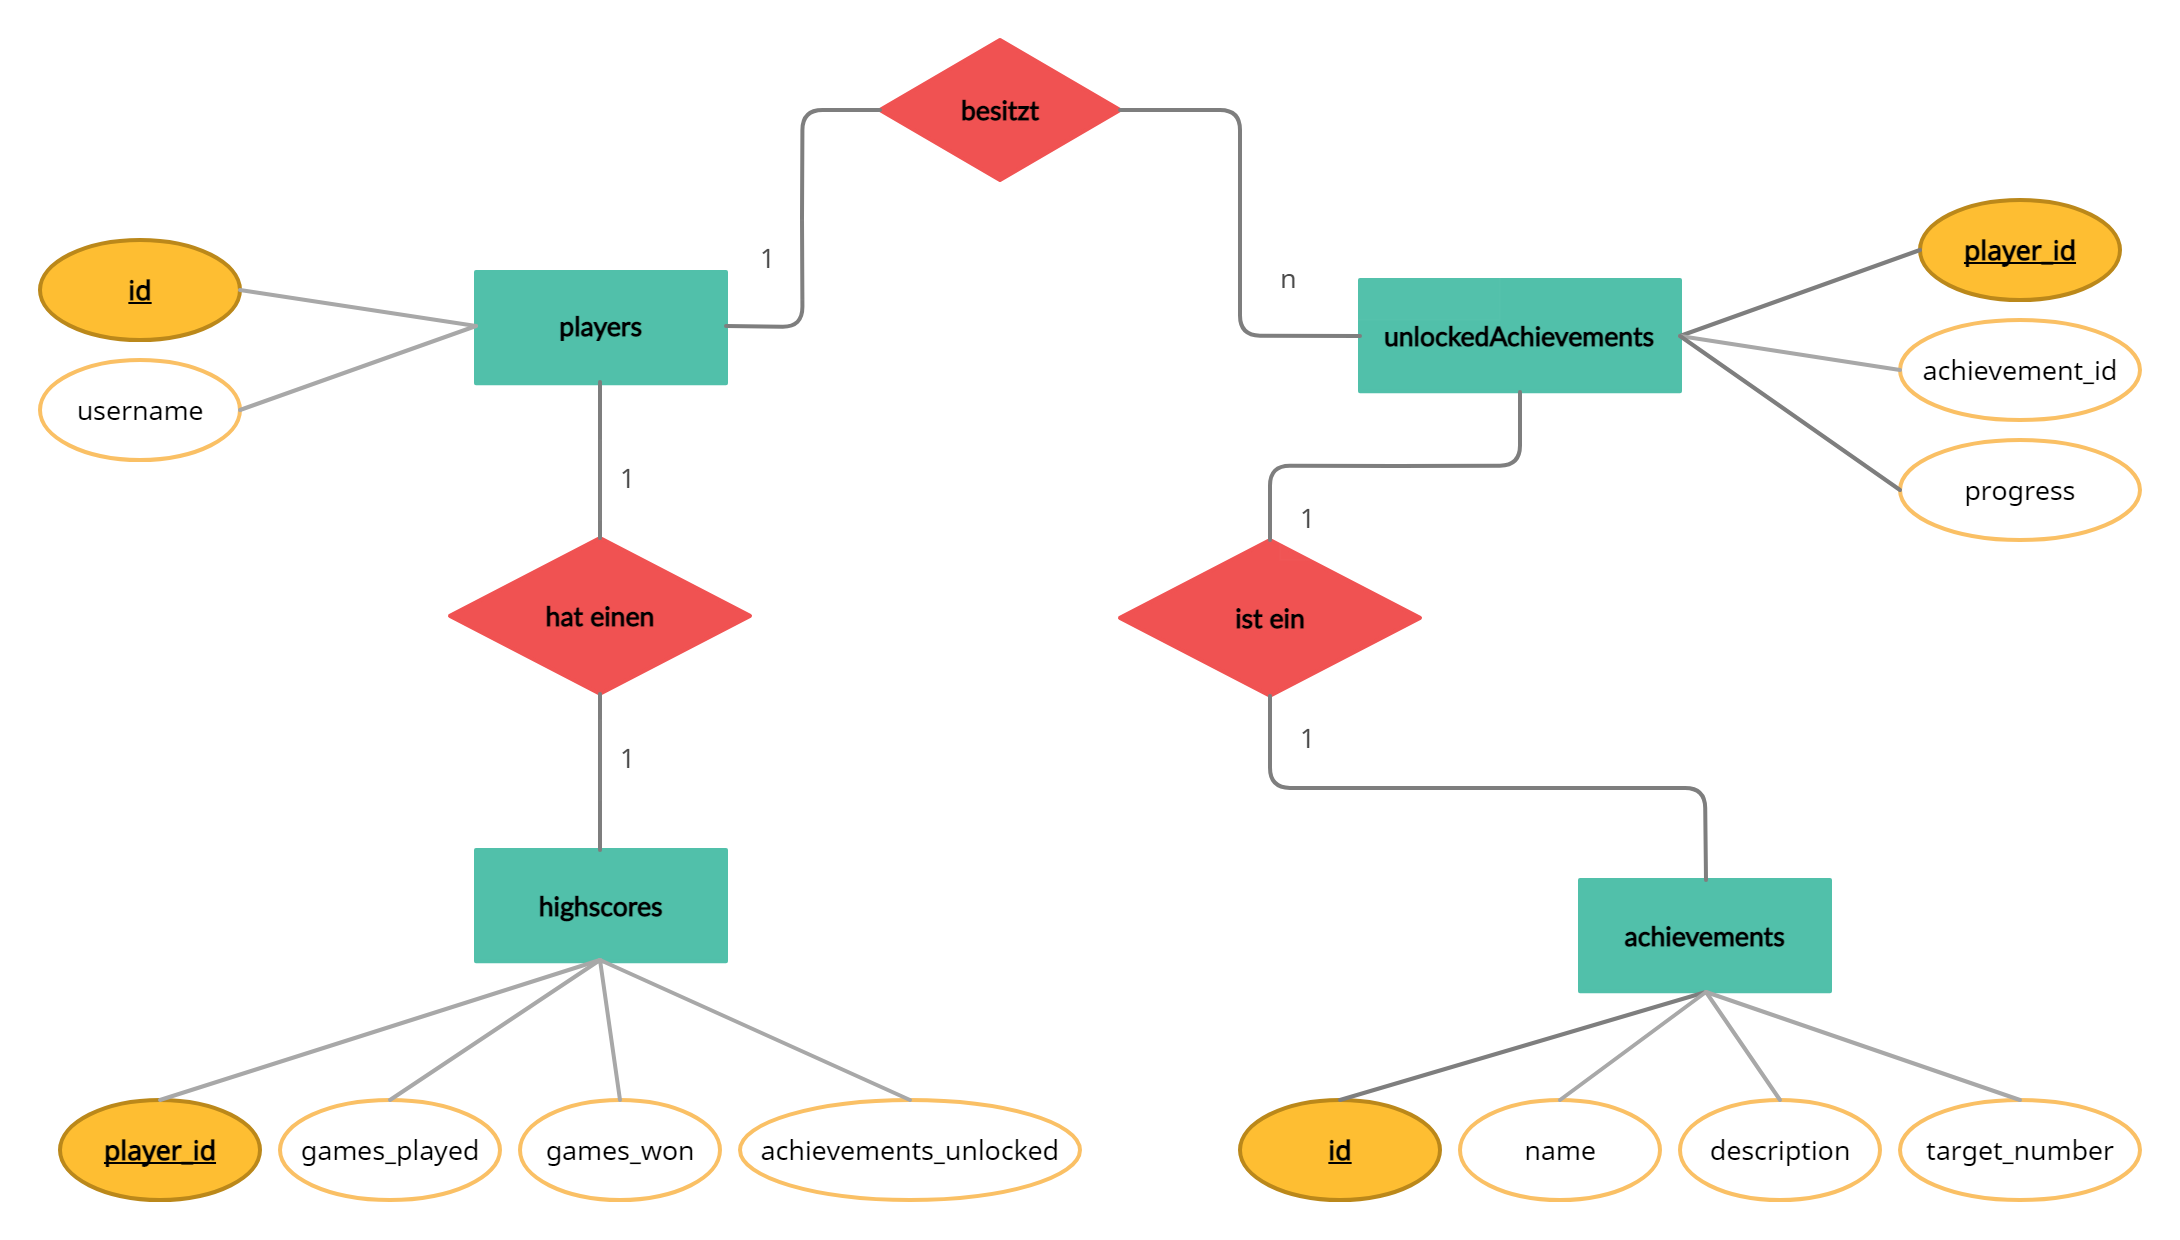 besitzt
1
n
id
username
players
unlockedAchievements
player_id
achievement_id
progress
1
1
hat einen
ist ein
1
1
highscores
achievements
player_id
games_played
games_won
achievements_unlocked
id
name
description
target_number